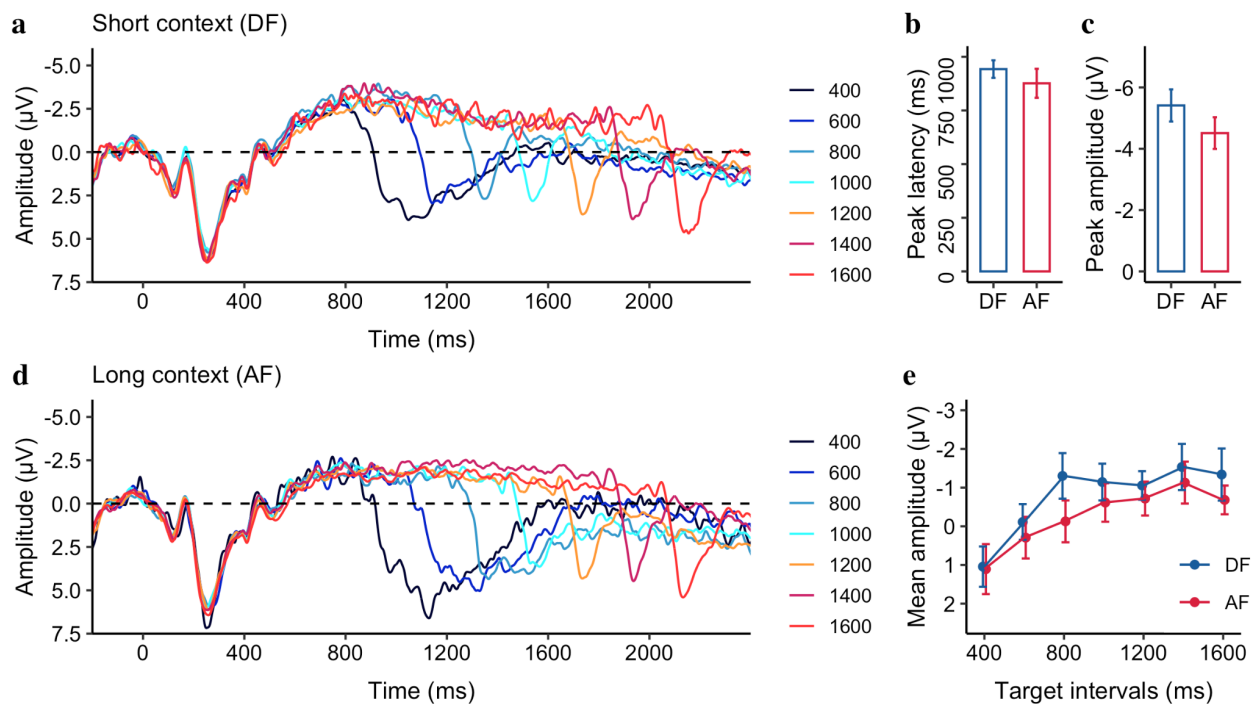 a
Short context (DF)
Amplitude (µV)
-5.0
-2.5
0.0
2.5
5.0
7.5
0
400
800
1200
1600
2000
Time (ms)
400
600
800
1000
1200
1400
1600
b
Peak latency (ms)
1000
750
500
250
0
DF
AF
c
Peak amplitude (µV)
-6
-4
-2
0
DF
AF
d
Long context (AF)
Amplitude (µV)
-5.0
-2.5
0.0
2.5
5.0
7.5
0
400
800
1200
1600
2000
Time (ms)
400
600
800
1000
1200
1400
1600
e
Mean amplitude (µV)
-3
-2
-1
0
1
2
DF
AF
400
800
1200
1600
Target intervals (ms)